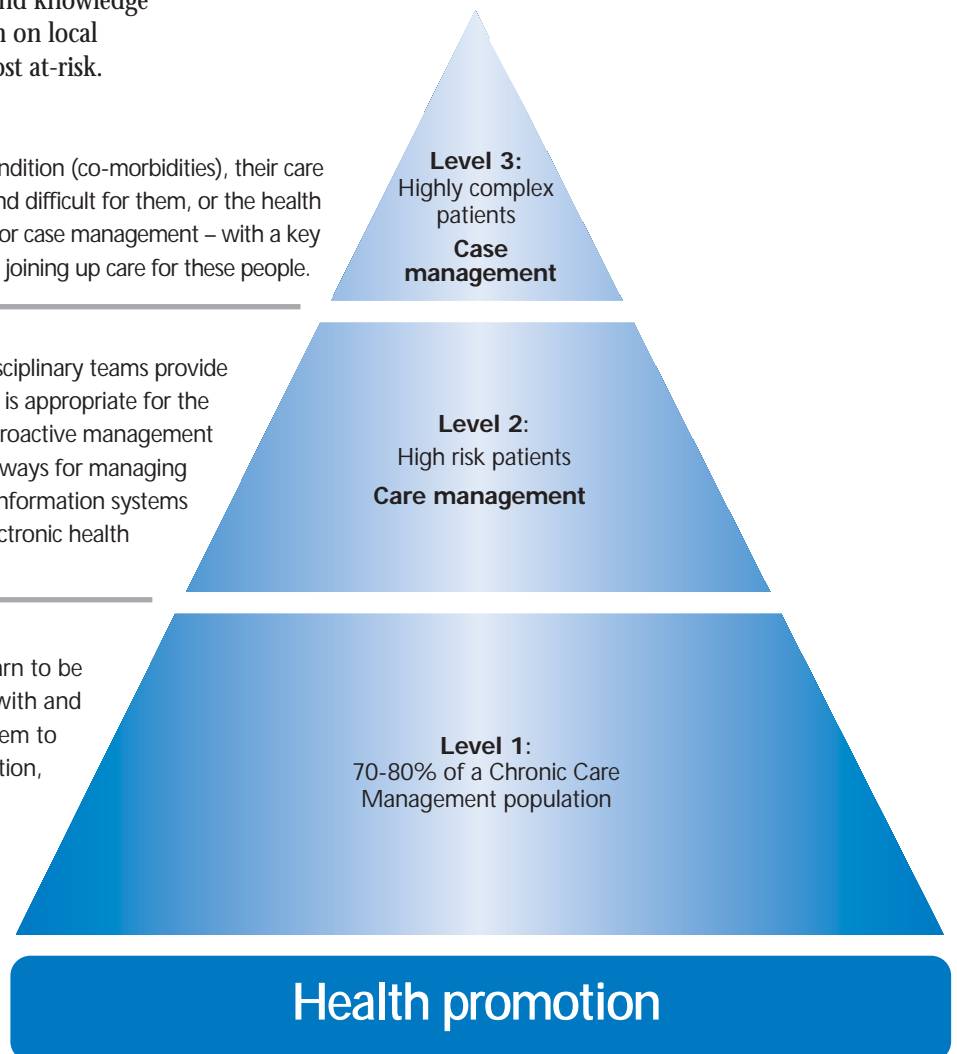 nd knowledge
n on local
ost at-risk.
ndition (co-morbidities), their care
nd difficult for them, or the health
or case management – with a key
joining up care for these people.
sciplinary teams provide
is appropriate for the
roactive management
ways for managing
nformation systems
ctronic health
arn to be
with and
em to
tion,
Level 3:
Highly complex
patients
Case
management
Level 2:
High risk patients
Care management
Level 1:
70-80% of a Chronic Care
Management population
Health promotion